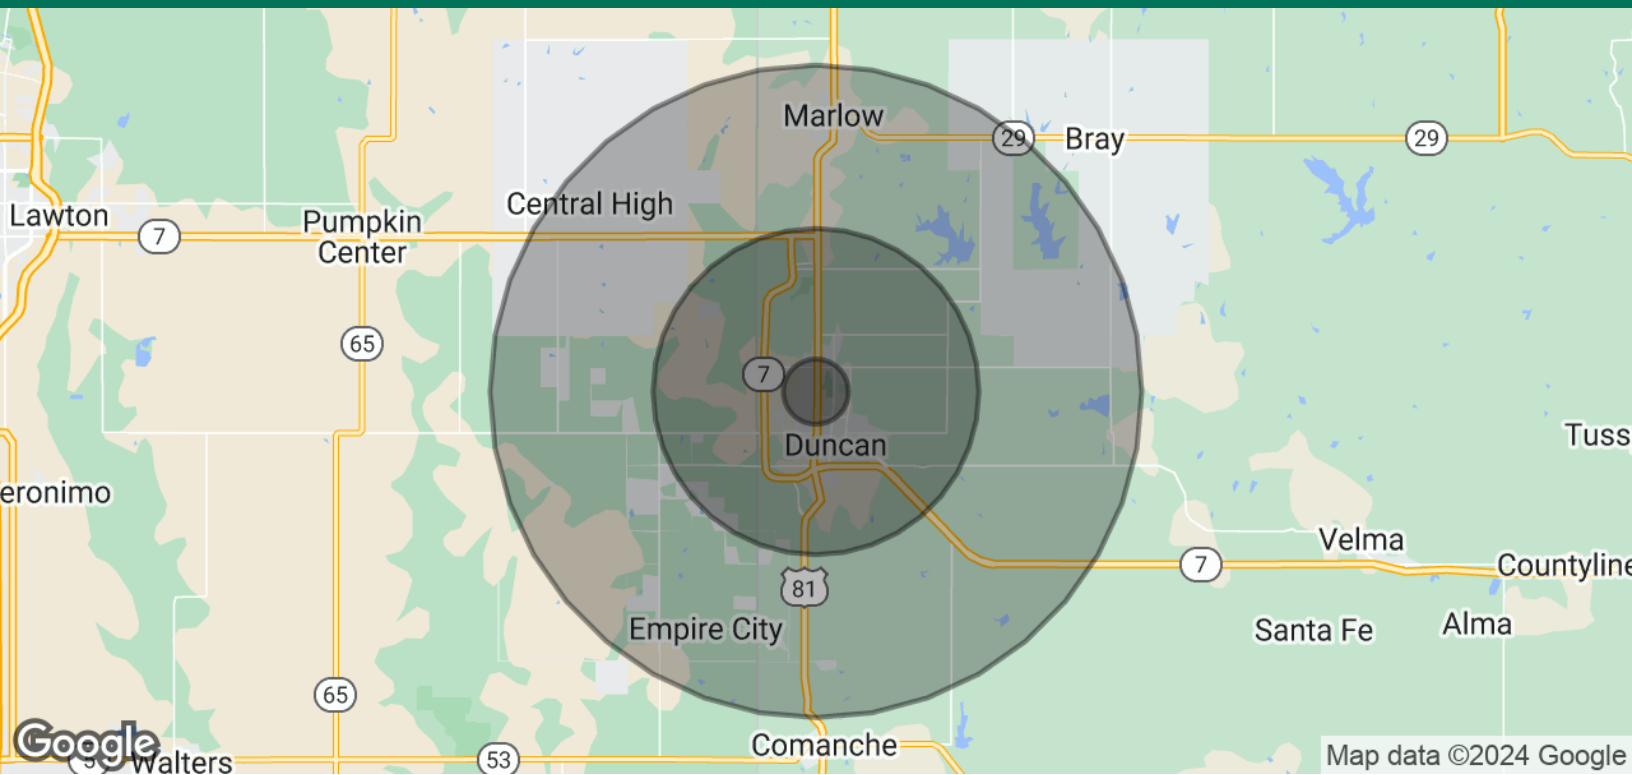 Marlow
29
Bray
29
Central High
Lawton
7
Pumpkin
Center
65
7
Duncan
Tuss
eronimo
Velma
7
Countyline
81
Empire City
Santa Fe
Alma
65
Google
5
Walters
53
Comanche
Map data ©2024 Google